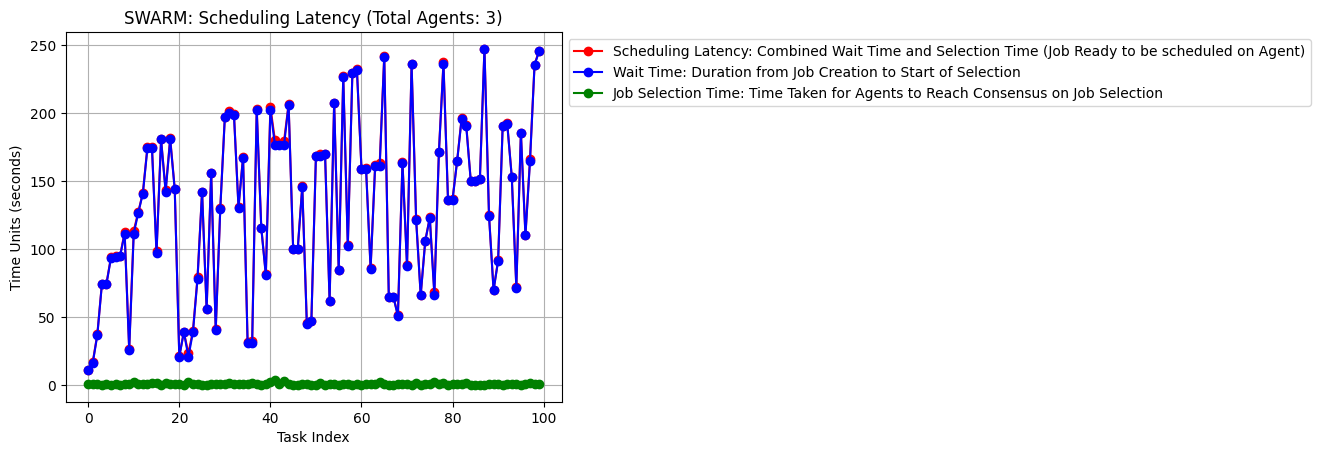 SWARM: Scheduling Latency (Total Agents: 3)
Scheduling Latency: Combined Wait Time and Selection Time (Job Ready to be scheduled on Agent)
Wait Time: Duration from Job Creation to Start of Selection
Job Selection Time: Time Taken for Agents to Reach Consensus on Job Selection
Time Units (seconds)
250
200
150
100
50
0
0 20 40 60 80 100
Task Index